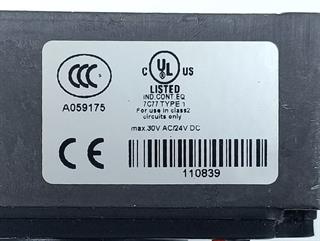 CCC
A059175
C UL US
LISTED
IND.CONT.EQ
7C77 TYPE 1
For use in class2
circuits only
max.30V AC/24V DC
CE
110839